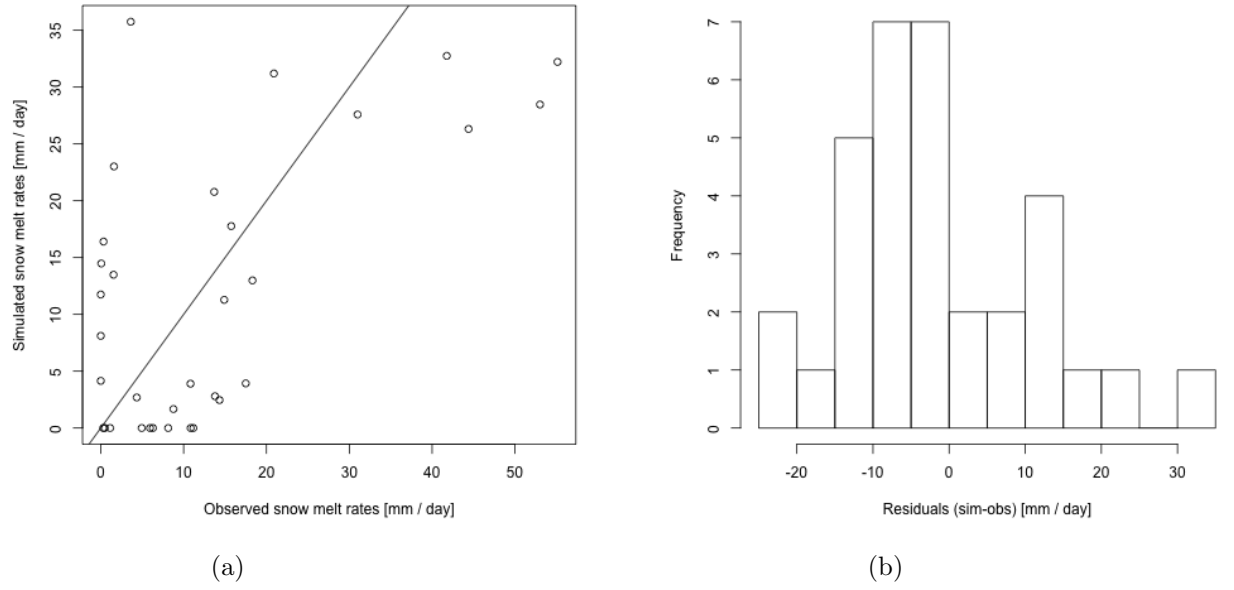 Simulated snow melt rates [mm / day]
35
30
25
20
15
10
5
0
0 10 20 30 40 50
Observed snow melt rates [mm / day]
(a)
Frequency
7
6
5
4
3
2
1
0
-20 -10 0 10 20 30
Residuals (sim-obs) [mm / day]
(b)